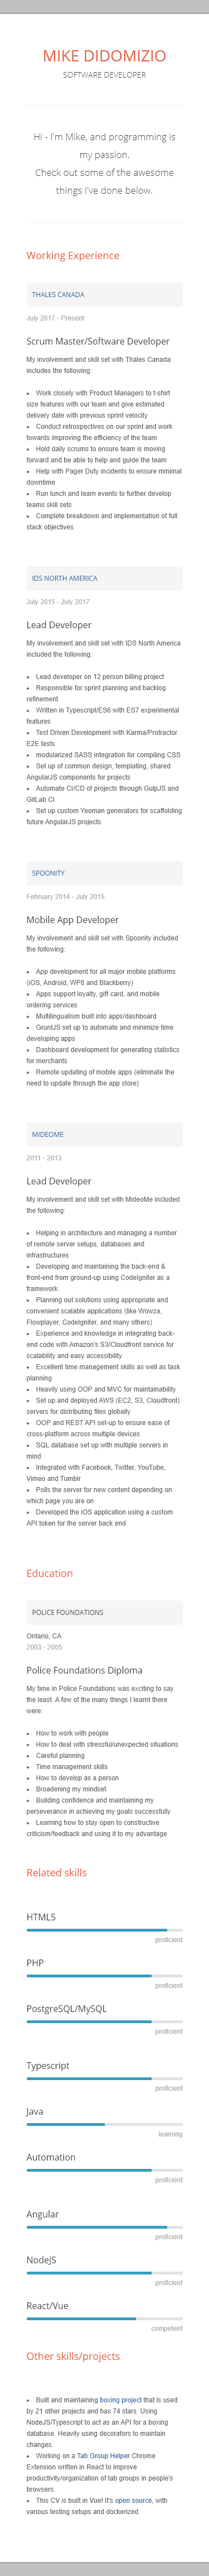 MIKE DIDOMIZIO
SOFTWARE DEVELOPER
Hi - I'm Mike, and programming is
my passion.
Check out some of the awesome
things I've done below.
Working Experience
THALES CANADA
July 2017 - Present
Scrum Master/Software Developer
My involvement and skill set with Thales Canada
includes the following:
• Work closely with Product Managers to t-shirt
size features with our team and give estimated
delivery date with previous sprint velocity
• Conduct retrospectives on our sprint and work
towards improving the efficiency of the team
• Hold daily scrums to ensure team is moving
forward and be able to help and guide the team
• Help with Pager Duty incidents to ensure minimal
downtime
• Run lunch and learn events to further develop
teams skill sets
• Complete breakdown and implementation of full
stack objectives
IDS NORTH AMERICA
July 2015 - July 2017
Lead Developer
My involvement and skill set with IDS North America
included the following:
• Lead developer on 12 person billing project
• Responsible for sprint planning and backlog
refinement
• Written in Typescript/ES6 with ES7 experimental
features
• Test Driven Development with Karma/Protractor
E2E tests
• modularized SASS integration for compiling CSS
• Set up of common design, templating, shared
AngularJS components for projects
• Automate CI/CD of projects through GulpJS and
GitLab CI
• Set up custom Yeoman generators for scaffolding
future AngularJS projects
SPOONITY
February 2014 - July 2015
Mobile App Developer
My involvement and skill set with Spoonity included
the following:
• App development for all major mobile platforms
(iOS, Android, WP8 and Blackberry)
• Apps support loyalty, gift card, and mobile
ordering services
• Multilingualism built into apps/dashboard
• GruntJS set up to automate and minimize time
developing apps
• Dashboard development for generating statistics
for merchants
• Remote updating of mobile apps (eliminate the
need to update through the app store)
MIDEOME
2011 - 2013
Lead Developer
My involvement and skill set with MideoMe included
the following:
• Helping in architecture and managing a number
of remote server setups, databases and
infrastructures
• Developing and maintaining the back-end &
front-end from ground-up using CodeIgniter as a
framework
• Planning out solutions using appropriate and
convenient scalable applications (like Wowza,
Flowplayer, CodeIgniter, and many others)
• Experience and knowledge in integrating back-
end code with Amazon's S3/Cloudfront service for
scalability and easy accessibility
• Excellent time management skills as well as task
planning
• Heavily using OOP and MVC for maintainability
• Set up and deployed AWS (EC2, S3, Cloudfront)
servers for distributing files globally
• OOP and REST API set-up to ensure ease of
cross-platform across multiple devices
• SQL database set up with multiple servers in
mind
• Integrated with Facebook, Twitter, YouTube,
Vimeo and Tumblr
• Polls the server for new content depending on
which page you are on
• Developed the iOS application using a custom
API token for the server back end
Education
POLICE FOUNDATIONS
Ontario, CA
2003 - 2005
Police Foundations Diploma
My time in Police Foundations was exciting to say
the least. A few of the many things I learnt there
were:
• How to work with people
• How to deal with stressful/unexpected situations
• Careful planning
• Time management skills
• How to develop as a person
• Broadening my mindset
• Building confidence and maintaining my
perseverance in achieving my goals successfully
• Learning how to stay open to constructive
criticism/feedback and using it to my advantage
Related skills
HTML5
proficient
PHP
proficient
PostgreSQL/MySQL
proficient
Typescript
proficient
Java
learning
Automation
proficient
Angular
proficient
NodeJS
proficient
React/Vue
competent
Other skills/projects
• Built and maintaining boxing project that is used
by 21 other projects and has 74 stars. Using
NodeJS/Typescript to act as an API for a boxing
database. Heavily using decorators to maintain
changes.
• Working on a Tab Group Helper Chrome
Extension written in React to improve
productivity/organization of tab groups in people's
browsers.
• This CV is built in Vue! It's open source, with
various testing setups and dockerized.